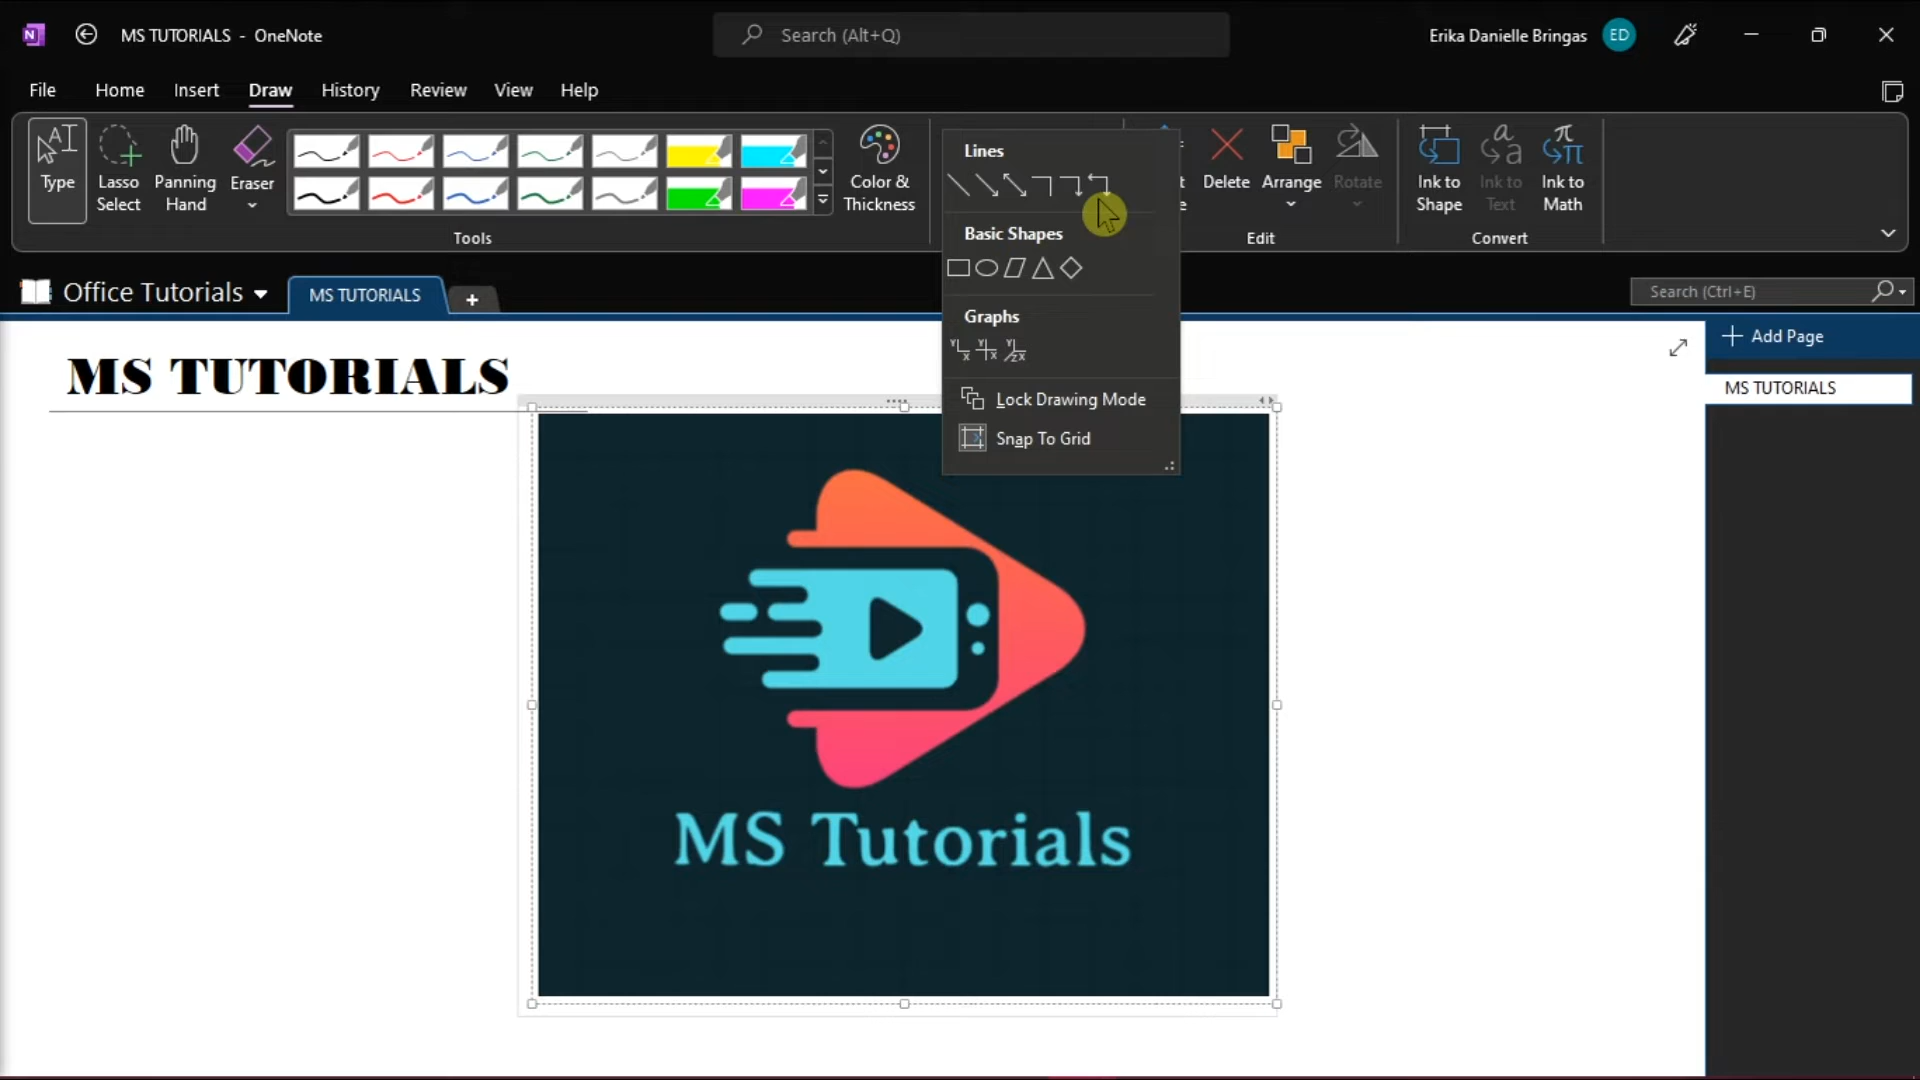 MS TUTORIALS - OneNote
Search (Alt+Q)
Erika Danielle Bringas
ED
File Home Insert Draw History Review View Help
Type
Lasso Select
Panning Hand
Eraser
Color & Thickness
Tools
Lines
Basic Shapes
Graphs
Lock Drawing Mode
Snap To Grid
Delete
Arrange
Rotate
Edit
Ink to Shape
Ink to Text
Ink to Math
Convert
Office Tutorials
MS TUTORIALS
Search (Ctrl+E)
Add Page
MS TUTORIALS
MS TUTORIALS
MS Tutorials